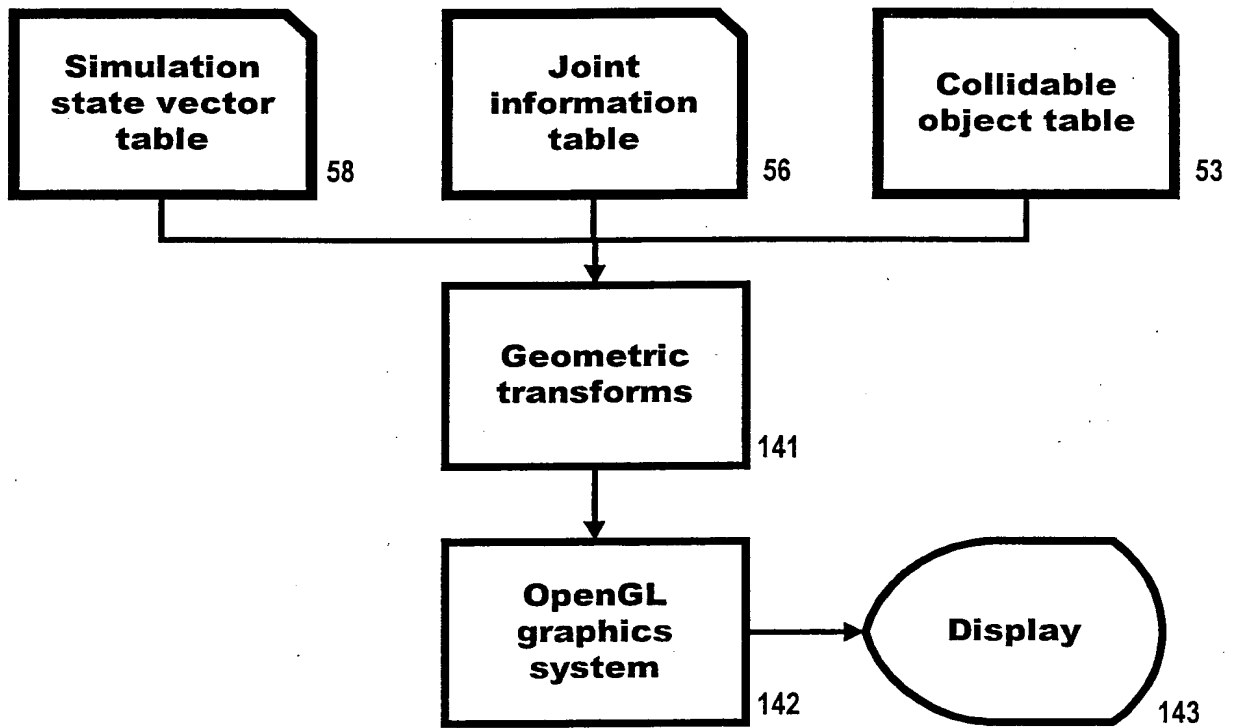 Simulation
state vector
table
58
Joint
information
table
56
Collidable
object table
53
Geometric
transforms
141
OpenGL
graphics
system
142
Display
143